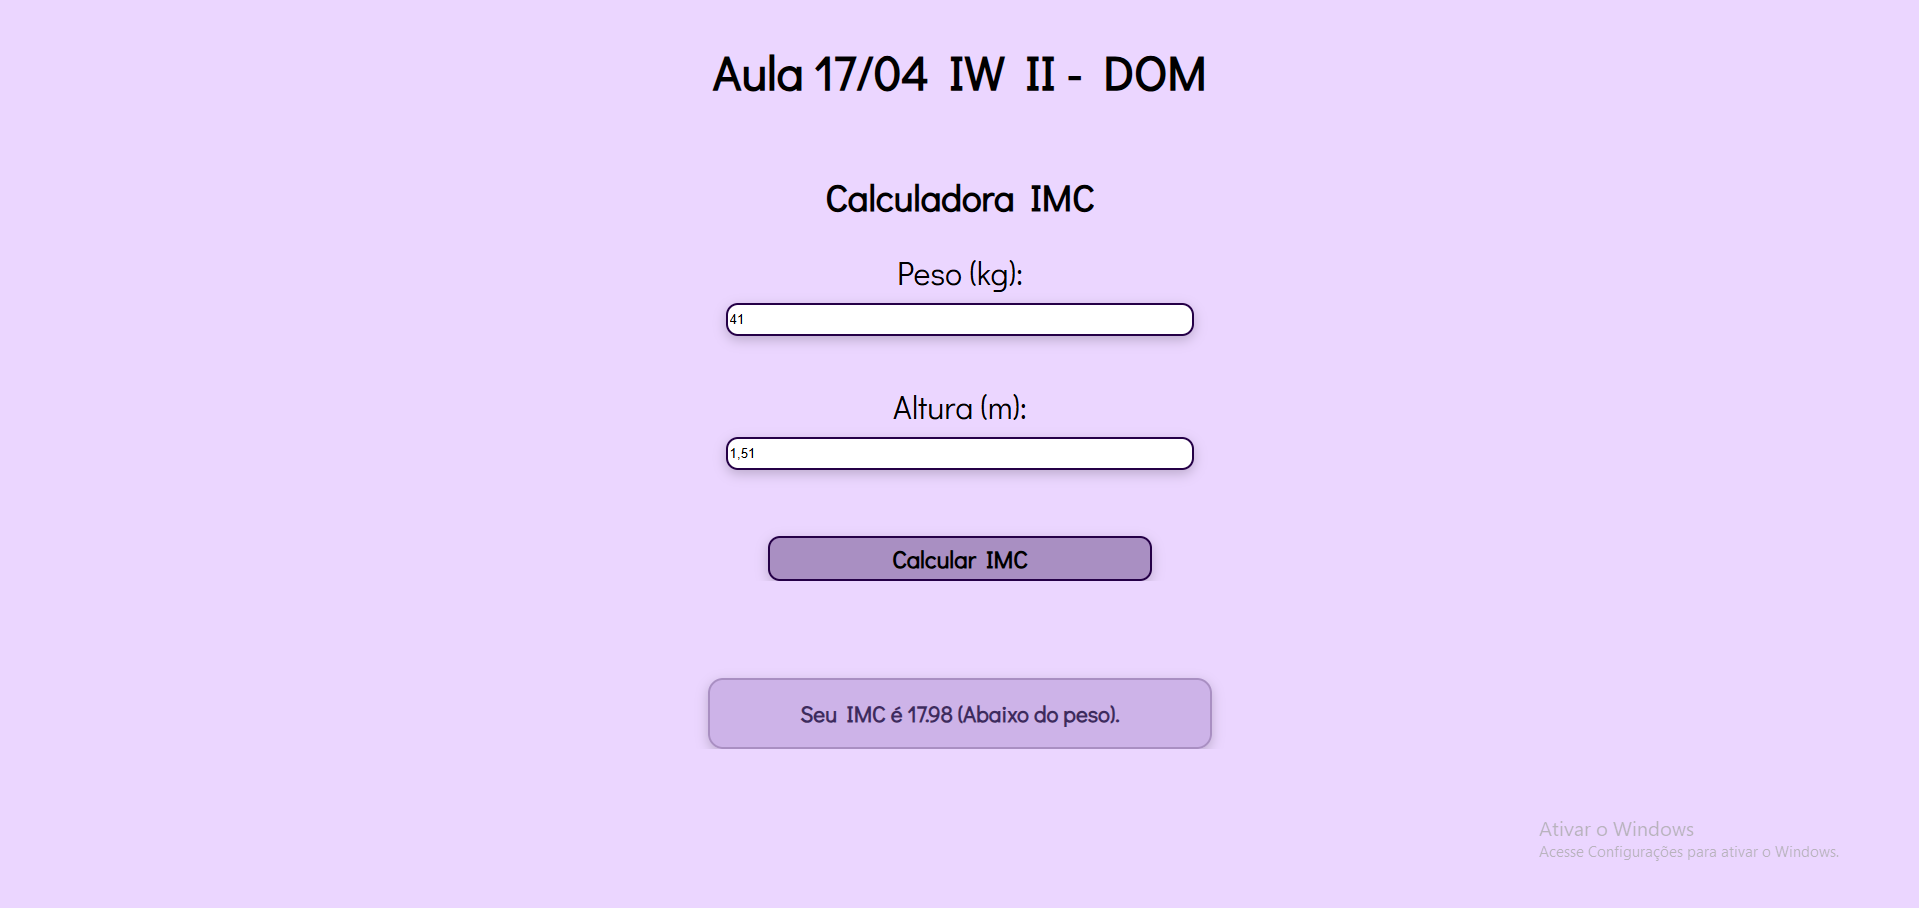 Aula 17/04 IW II - DOM
Calculadora IMC
Peso (kg):
41
Altura (m):
1,51
Calcular IMC
Seu IMC é 17.98 (Abaixo do peso).
Ativar o Windows
Acesse Configurações para ativar o Windows.